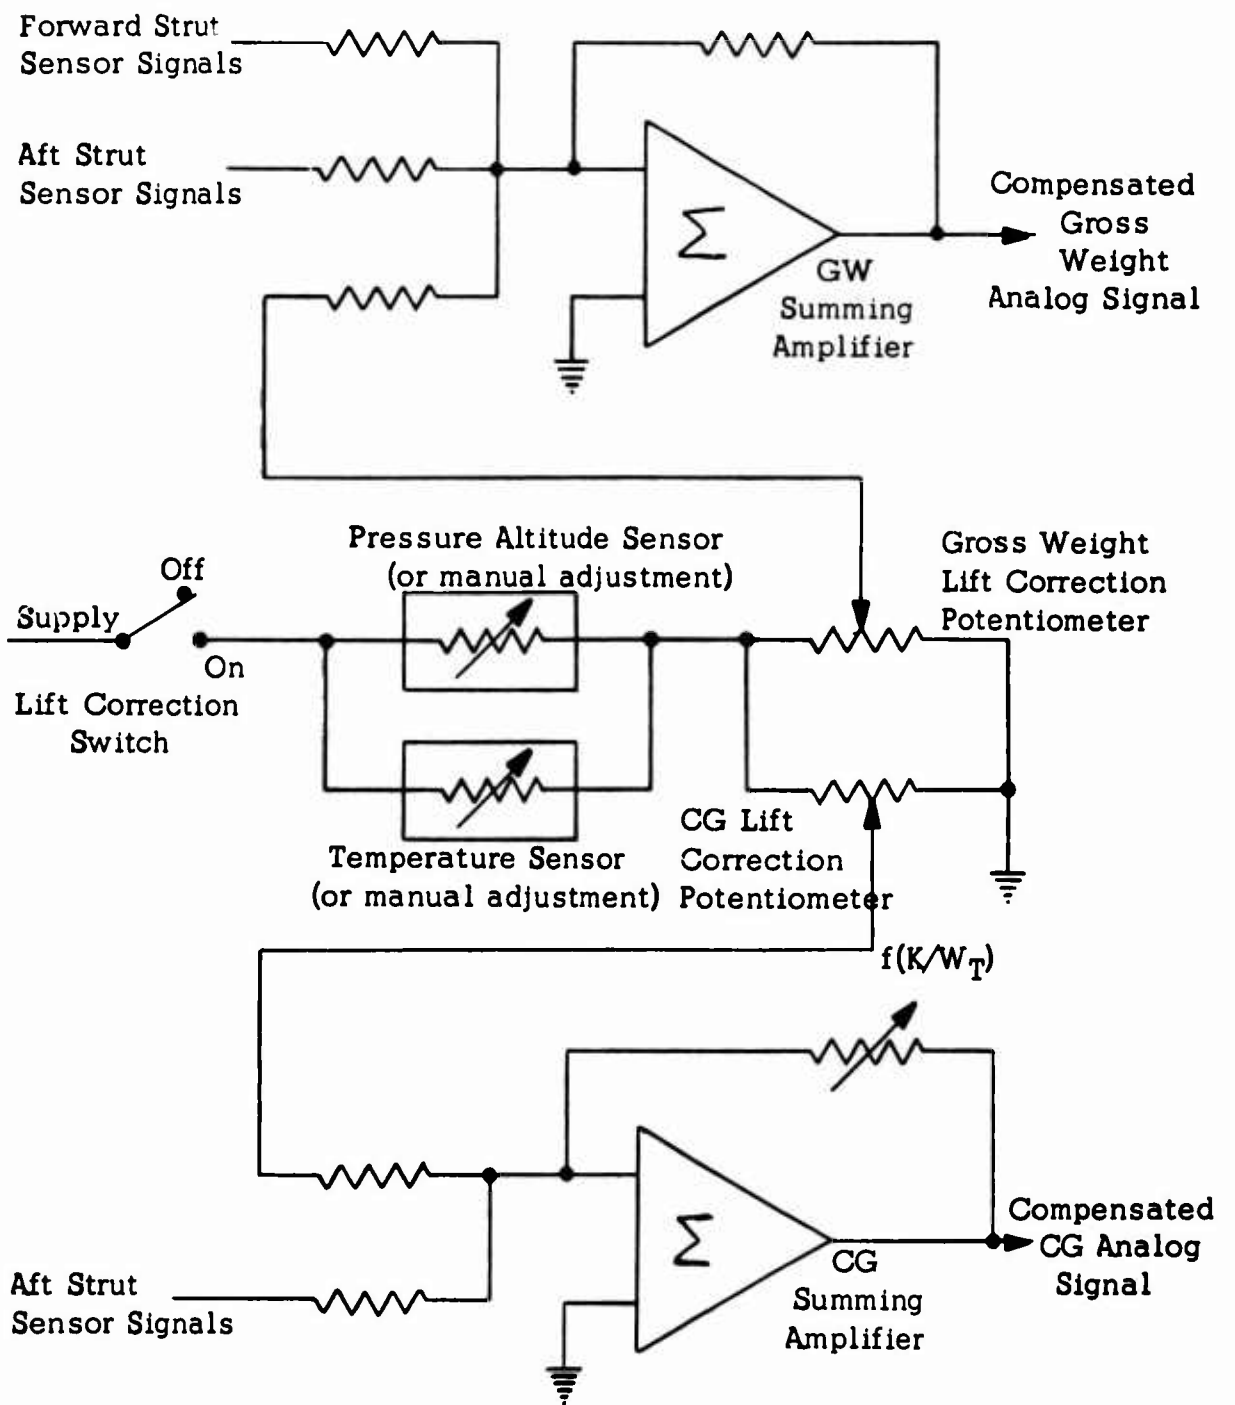 Forward Strut
Sensor Signals
Aft Strut
Sensor Signals
Σ
GW
Summing
Amplifier
Compensated
Gross
Weight
Analog Signal
Pressure Altitude Sensor
(or manual adjustment)
Gross Weight
Lift Correction
Potentiometer
Off
Supply
On
Lift Correction
Switch
Temperature Sensor
(or manual adjustment)
CG Lift
Correction
Potentiometer
f(K/W_T)
Σ
CG
Summing
Amplifier
Compensated
CG Analog
Signal
Aft Strut
Sensor Signals